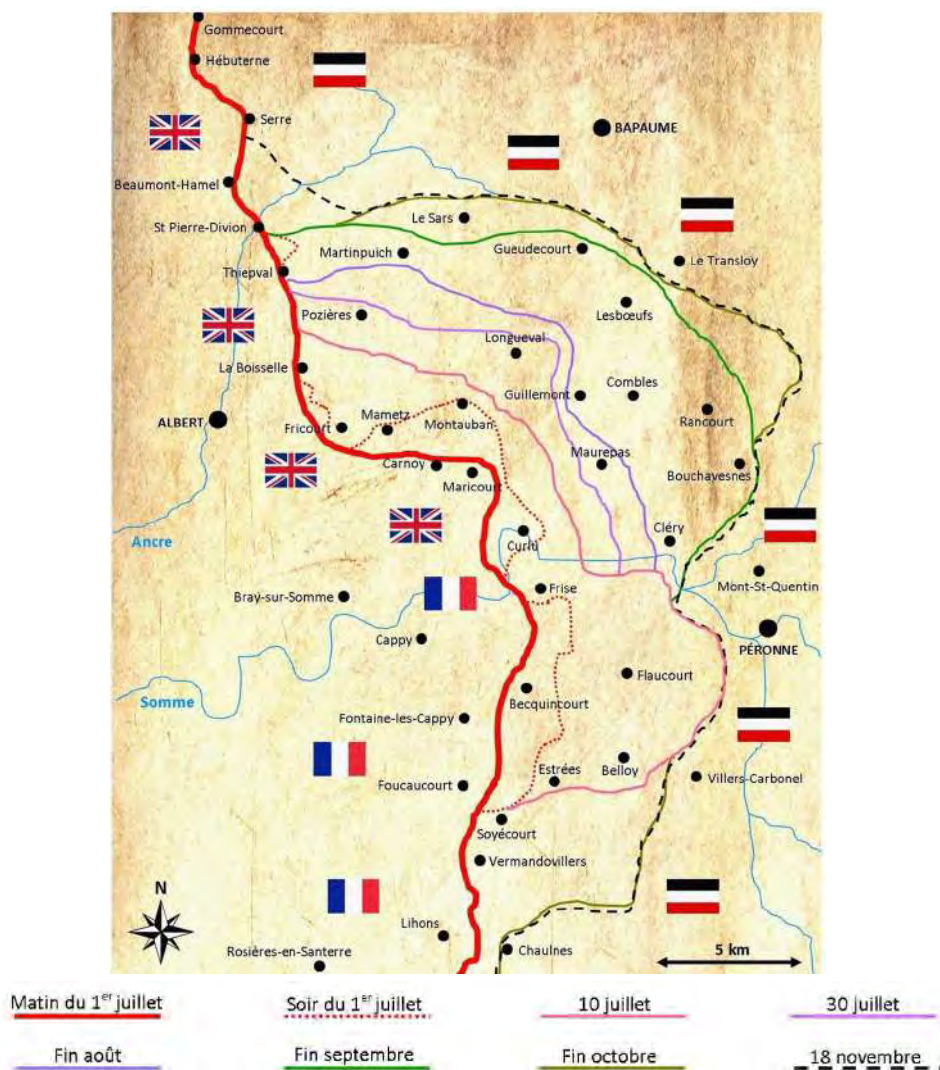 Gommecourt
Hébuterne
Serre
BAPAUME
Beaumont-Hamel
Le Sars
St Pierre-Divion
Martinpuich
Gueudecourt
Le Transloy
Thiepval
Pozières
Lesbœufs
Longueval
La Boisselle
Guillemont
Combles
ALBERT
Fricourt
Mametz
Montauban
Rancourt
Carnoy
Maricourt
Maurepas
Bouchavesnes
Ancre
Curlu
Cléry
Mont-St-Quentin
Bray-sur-Somme
Frise
Cappy
PÉRONNE
Flaucourt
Somme
Becquincourt
Fontaine-les-Cappy
Estrées
Belloy
Villers-Carbonel
Foucaucourt
Soyécourt
Vermandovillers
N
Lihons
Chaulnes
5 km
Rosières-en-Santerre
Matin du 1er juillet
Soir du 1er juillet
10 juillet
30 juillet
Fin août
Fin septembre
Fin octobre
18 novembre